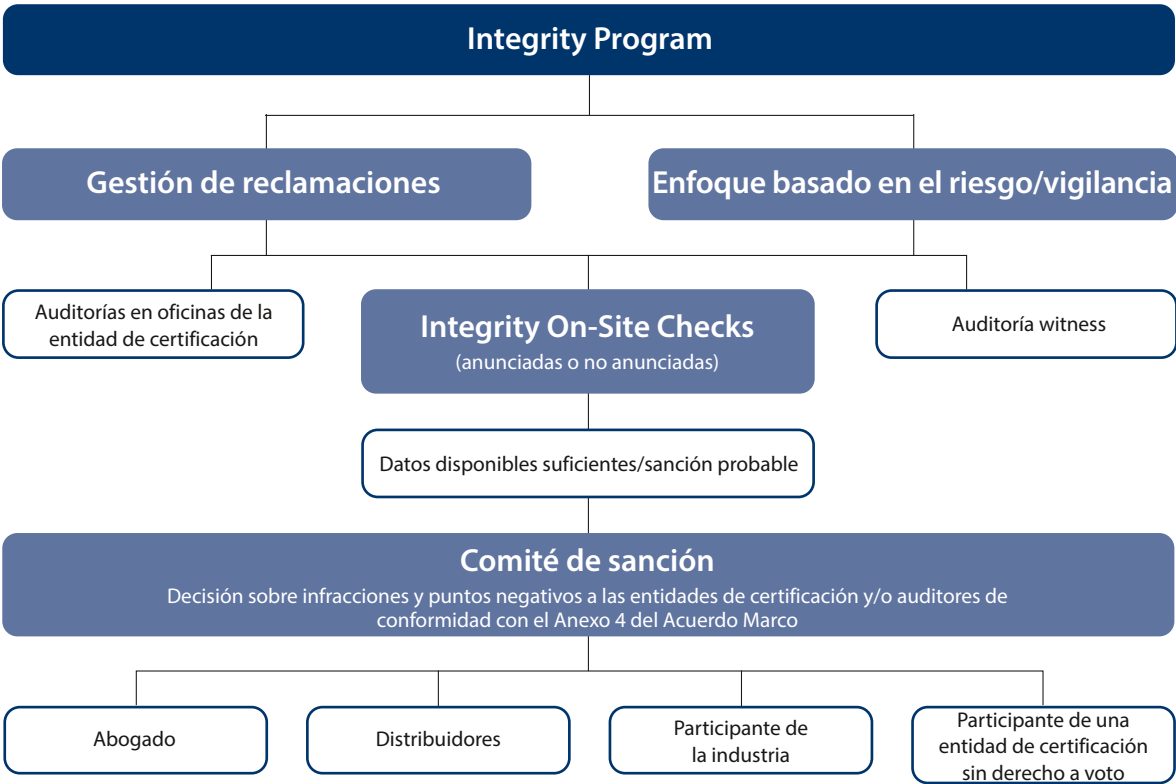 Integrity Program
Gestión de reclamaciones
Enfoque basado en el riesgo/vigilancia
Auditorías en oficinas de la
entidad de certificación
Integrity On-Site Checks
(anunciadas o no anunciadas)
Auditoría witness
Datos disponibles suficientes/sanción probable
Comité de sanción
Decisión sobre infracciones y puntos negativos a las entidades de certificación y/o auditores de
conformidad con el Anexo 4 del Acuerdo Marco
Abogado
Distribuidores
Participante de
la industria
Participante de una
entidad de certificación
sin derecho a voto